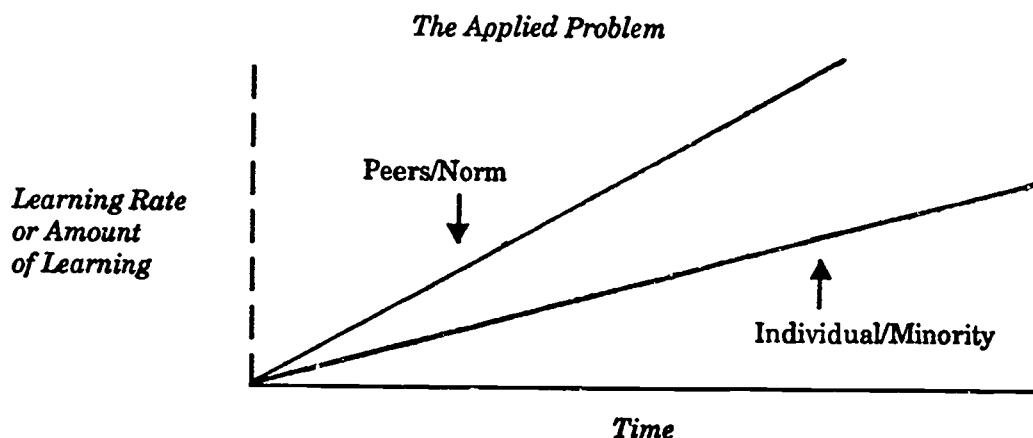 The Applied Problem
Peers/Norm
Learning Rate
or Amount
of Learning
Individual/Minority
Time